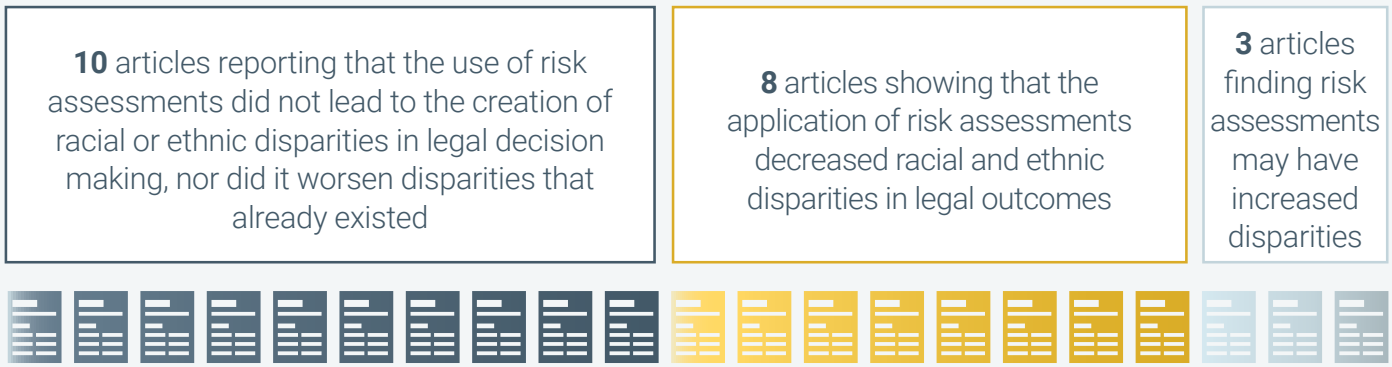 10 articles reporting that the use of risk
assessments did not lead to the creation of
racial or ethnic disparities in legal decision
making, nor did it worsen disparities that
already existed
8 articles showing that the
application of risk assessments
decreased racial and ethnic
disparities in legal outcomes
3 articles
finding risk
assessments
may have
increased
disparities